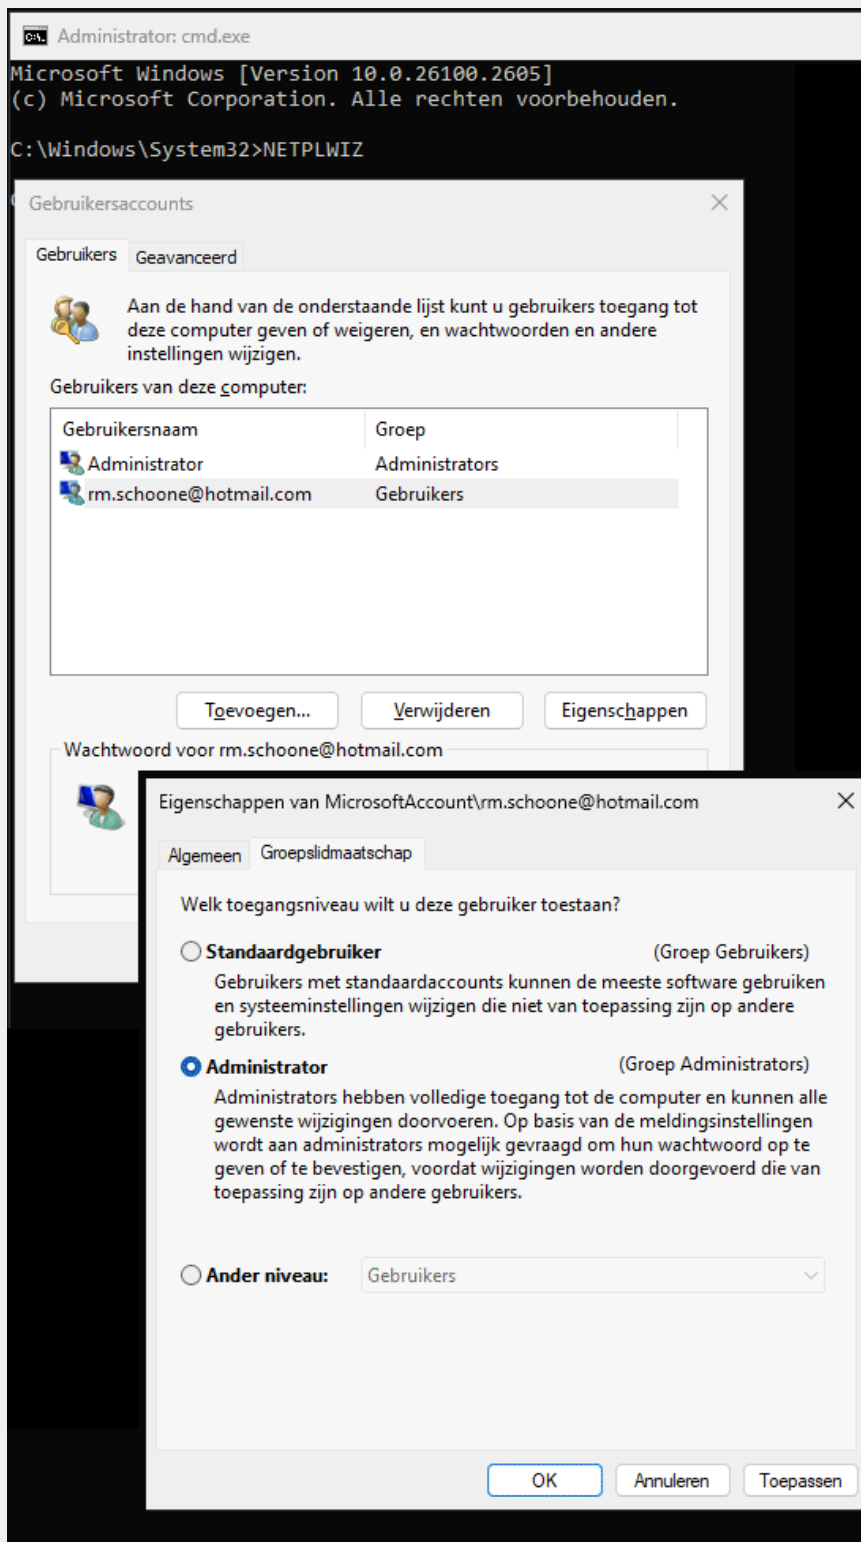 Administrator: cmd.exe
Microsoft Windows [Version 10.0.26100.2605]
(c) Microsoft Corporation. Alle rechten voorbehouden.
C:\Windows\System32>NETPLWIZ
Gebruikersaccounts
Gebruikers Geavanceerd
Aan de hand van de onderstaande lijst kunt u gebruikers toegang tot
deze computer geven of weigeren, en wachtwoorden en andere
instellingen wijzigen.
Gebruikers van deze computer:
Gebruikersnaam Groep
Administrator Administrators
rm.schoone@hotmail.com Gebruikers
Toevoegen... Verwijderen Eigenschappen
Wachtwoord voor rm.schoone@hotmail.com
Eigenschappen van MicrosoftAccount\rm.schoone@hotmail.com
Algemeen Groepslidmaatschap
Welk toegangsniveau wilt u deze gebruiker toestaan?
Standaardgebruiker (Groep Gebruikers)
Gebruikers met standaardaccounts kunnen de meeste software gebruiken
en systeeminstellingen wijzigen die niet van toepassing zijn op andere
gebruikers.
Administrator (Groep Administrators)
Administrators hebben volledige toegang tot de computer en kunnen alle
gewenste wijzigingen doorvoeren. Op basis van de meldingsinstellingen
wordt aan administrators mogelijk gevraagd om hun wachtwoord op te
geven of te bevestigen, voordat wijzigingen worden doorgevoerd die van
toepassing zijn op andere gebruikers.
Ander niveau: Gebruikers
OK Annuleren Toepassen